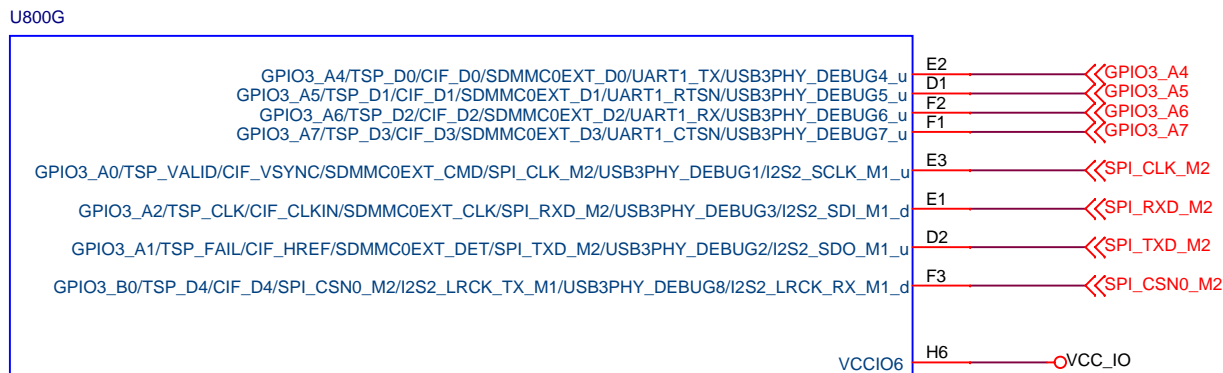 U800G
GPIO3_A4/TSP_D0/CIF_D0/SDMMC0EXT_D0/UART1_TX/USB3PHY_DEBUG4_u E2 GPIO3_A4
GPIO3_A5/TSP_D1/CIF_D1/SDMMC0EXT_D1/UART1_RTSN/USB3PHY_DEBUG5_u D1 GPIO3_A5
GPIO3_A6/TSP_D2/CIF_D2/SDMMC0EXT_D2/UART1_RX/USB3PHY_DEBUG6_u F2 GPIO3_A6
GPIO3_A7/TSP_D3/CIF_D3/SDMMC0EXT_D3/UART1_CTSN/USB3PHY_DEBUG7_u F1 GPIO3_A7
GPIO3_A0/TSP_VALID/CIF_VSYNC/SDMMC0EXT_CMD/SPI_CLK_M2/USB3PHY_DEBUG1/I2S2_SCLK_M1_u E3 SPI_CLK_M2
GPIO3_A2/TSP_CLK/CIF_CLKIN/SDMMC0EXT_CLK/SPI_RXD_M2/USB3PHY_DEBUG3/I2S2_SDI_M1_d E1 SPI_RXD_M2
GPIO3_A1/TSP_FAIL/CIF_HREF/SDMMC0EXT_DET/SPI_TXD_M2/USB3PHY_DEBUG2/I2S2_SDO_M1_u D2 SPI_TXD_M2
GPIO3_B0/TSP_D4/CIF_D4/SPI_CSN0_M2/I2S2_LRCK_TX_M1/USB3PHY_DEBUG8/I2S2_LRCK_RX_M1_d F3 SPI_CSN0_M2
VCCIO6 H6 VCC_IO